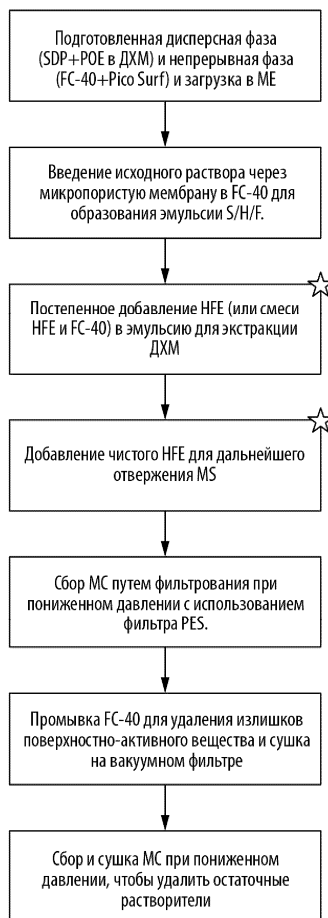 Подготовленная дисперсная фаза
(SDP+POE в ДХМ) и непрерывная фаза
(FC-40+Pico Surf) и загрузка в ME
Введение исходного раствора через
микропористую мембрану в FC-40 для
образования эмульсии S/H/F.
Постепенное добавление HFE (или смеси
HFE и FC-40) в эмульсию для экстракции
ДХМ
Добавление чистого HFE для дальнейшего
отвержения MS
Сбор МС путем фильтрования при
пониженном давлении с использованием
фильтра PES.
Промывка FC-40 для удаления излишков
поверхностно-активного вещества и сушка
на вакуумном фильтре
Сбор и сушка МС при пониженном
давлении, чтобы удалить остаточные
растворители